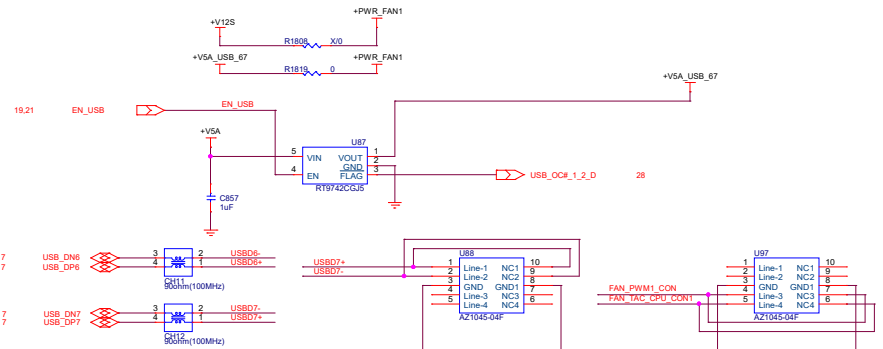 +V12S
+PWR_FAN1
R1808 X/0
+V5A_USB_67
+PWR_FAN1
R1819 0
+V5A_USB_67
19,21 EN_USB EN_USB
+V5A
U87
5 VIN VOUT 1
GND 2
4 EN FLAG 3
RT9742CGJ5
USB_OC#_1_2_D 28
C857
1uF
7 USB_DN6 3 2 USBD6-
7 USB_DP6 4 1 USBD6+
CH11
90ohm(100MHz)
USBD7+
USBD7-
U88
1 Line-1 NC1 10
2 Line-2 NC2 9
3 GND GND1 8
4 Line-3 NC3 7
5 Line-4 NC4 6
AZ1045-04F
FAN_PWM1_CON
FAN_TAC_CPU_CON1
U97
1 Line-1 NC1 10
2 Line-2 NC2 9
3 GND GND1 8
4 Line-3 NC3 7
5 Line-4 NC4 6
AZ1045-04F
7 USB_DN7 3 2 USBD7-
7 USB_DP7 4 1 USBD7+
CH12
90ohm(100MHz)